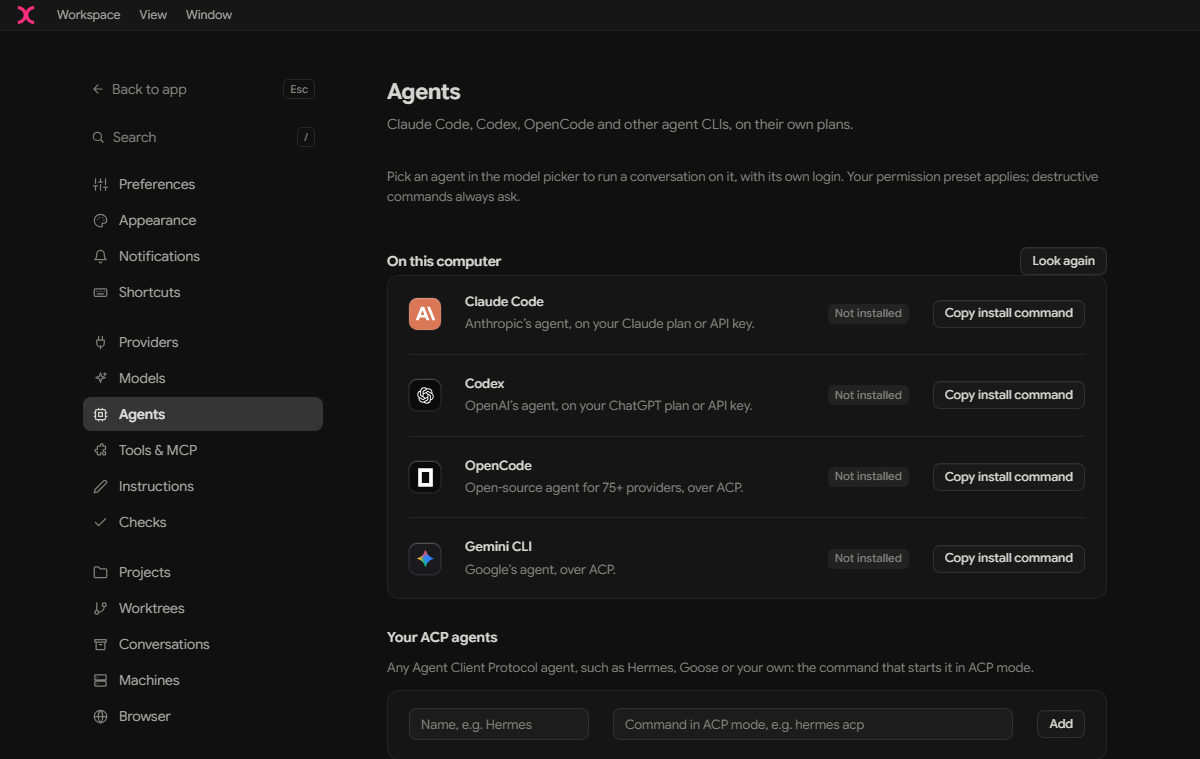 Workspace View Window
Back to app Esc
Search /
Preferences
Appearance
Notifications
Shortcuts
Providers
Models
Agents
Tools & MCP
Instructions
Checks
Projects
Worktrees
Conversations
Machines
Browser
Agents
Claude Code, Codex, OpenCode and other agent CLIs, on their own plans.
Pick an agent in the model picker to run a conversation on it, with its own login. Your permission preset applies; destructive
commands always ask.
On this computer Look again
Claude Code
Anthropic's agent, on your Claude plan or API key.
Not installed Copy install command
Codex
OpenAI's agent, on your ChatGPT plan or API key.
Not installed Copy install command
OpenCode
Open-source agent for 75+ providers, over ACP.
Not installed Copy install command
Gemini CLI
Google's agent, over ACP.
Not installed Copy install command
Your ACP agents
Any Agent Client Protocol agent, such as Hermes, Goose or your own: the command that starts it in ACP mode.
Name, e.g. Hermes Command in ACP mode, e.g. hermes acp Add